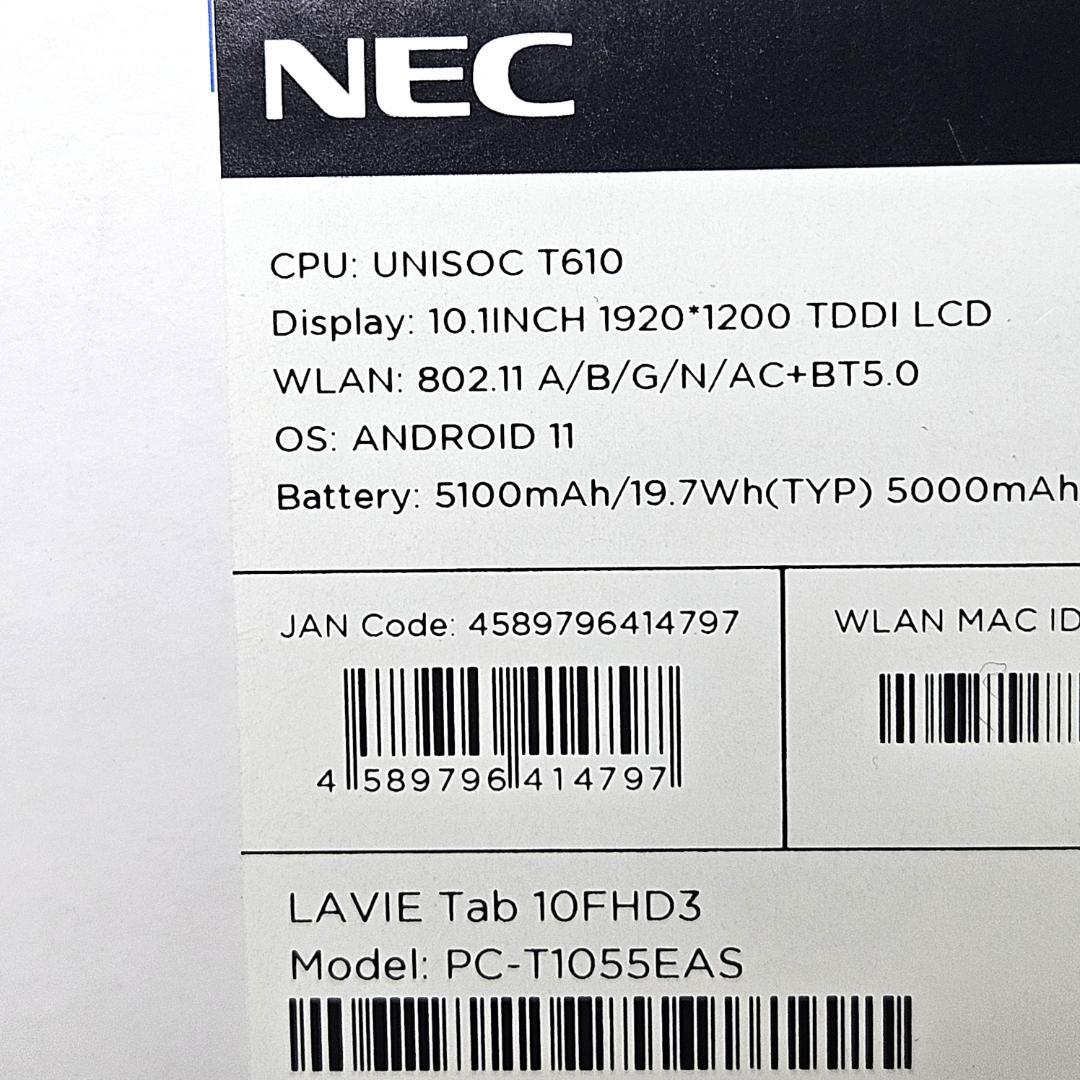 NEC
CPU: UNISOC T610
Display: 10.1INCH 1920*1200 TDDI LCD
WLAN: 802.11 A/B/G/N/AC+BT5.0
OS: ANDROID 11
Battery: 5100mAh/19.7Wh(TYP) 5000mAh
JAN Code: 4589796414797
WLAN MAC ID
4 589796 414797
LAVIE Tab 10FHD3
Model: PC-T1055EAS